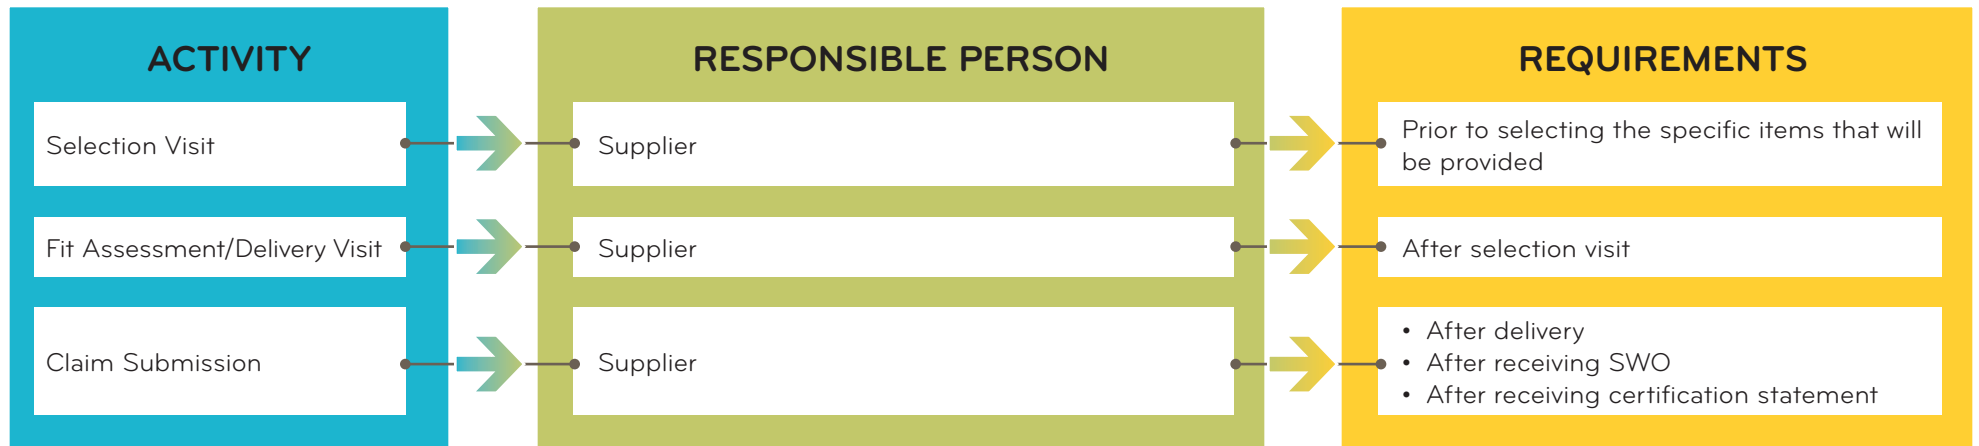 ACTIVITY
RESPONSIBLE PERSON
REQUIREMENTS
Selection Visit
Supplier
Prior to selecting the specific items that will
be provided
Fit Assessment/Delivery Visit
Supplier
After selection visit
Claim Submission
Supplier
• After delivery
• After receiving SWO
• After receiving certification statement